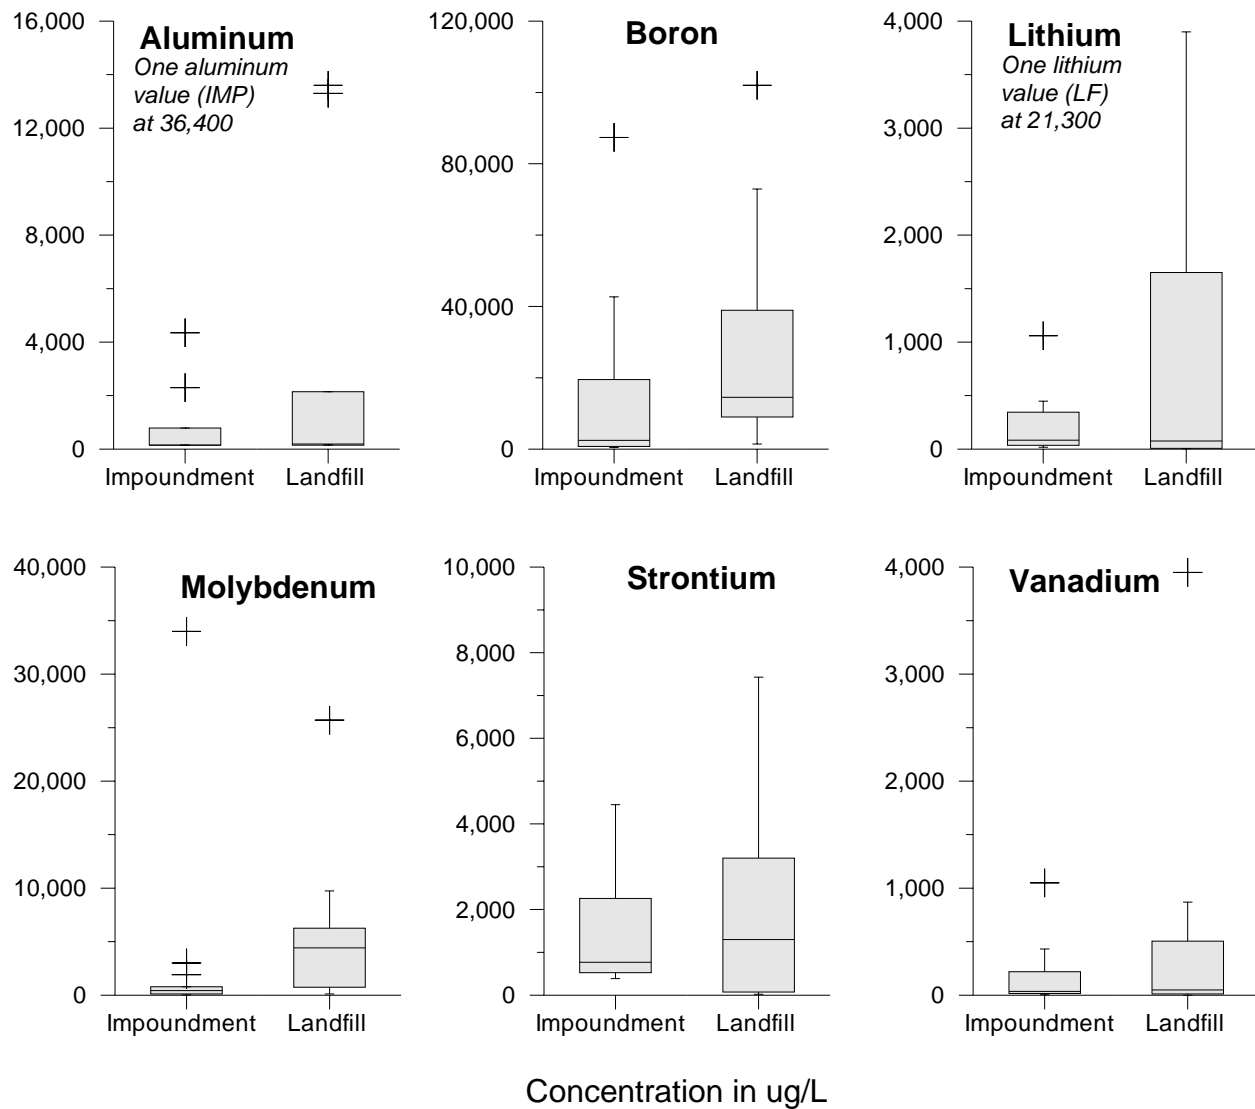 Aluminum
One aluminum
value (IMP)
at 36,400
16,000
12,000
8,000
4,000
0
Impoundment Landfill
Boron
120,000
80,000
40,000
0
Impoundment Landfill
Lithium
One lithium
value (LF)
at 21,300
4,000
3,000
2,000
1,000
0
Impoundment Landfill
Molybdenum
40,000
30,000
20,000
10,000
0
Impoundment Landfill
Strontium
10,000
8,000
6,000
4,000
2,000
0
Impoundment Landfill
Vanadium
4,000
3,000
2,000
1,000
0
Impoundment Landfill
Concentration in ug/L